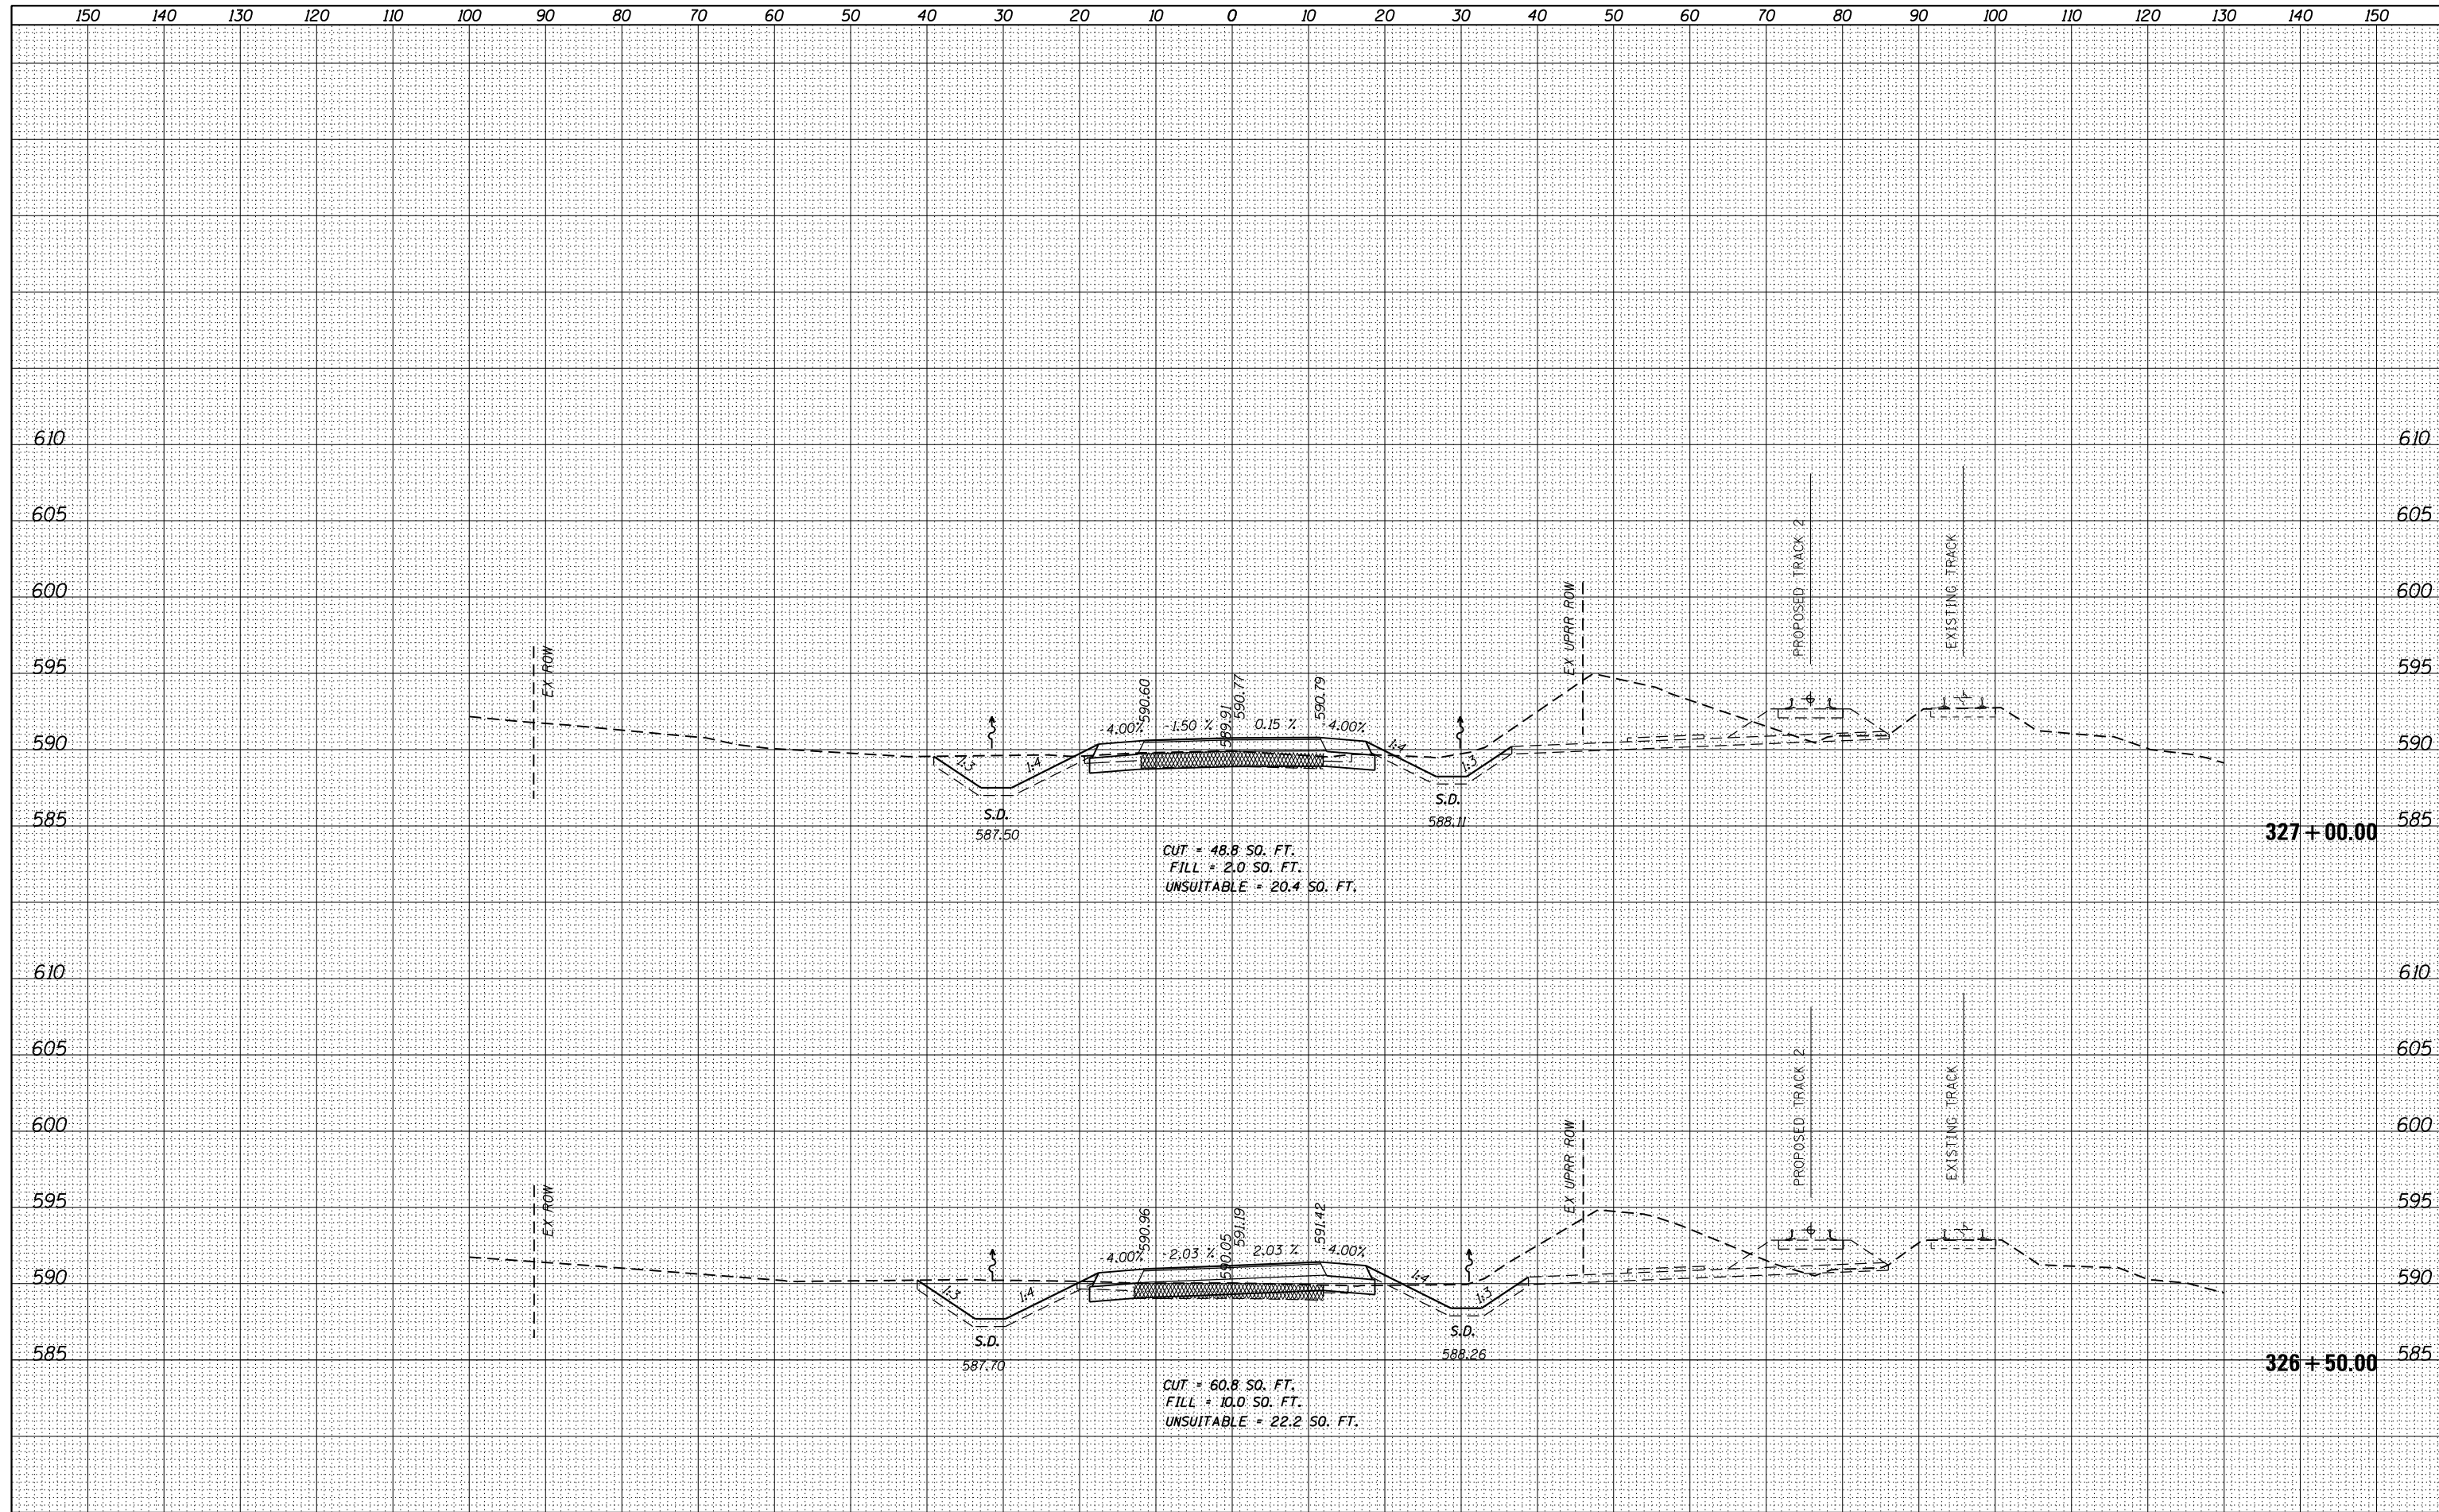 150 140 130 120 110 100 90 80 70 60 50 40 30 20 10 0 10 20 30 40 50 60 70 80 90 100 110 120 130 140 150
610 610
605 605
PROPOSED TRACK 2
EXISTING TRACK
600 600
EX UPRR ROW
595 595
EX ROW
590.60
589.91
590.77
590.79
-4.00% -1.50 % 0.15 % -4.00%
590 590
1:3 1:4 1:4 1:3
S.D.
587.50
S.D.
588.11
585 585
327+00.00
CUT = 48.8 SQ. FT.
FILL = 2.0 SQ. FT.
UNSUITABLE = 20.4 SQ. FT.
610 610
605 605
PROPOSED TRACK 2
EXISTING TRACK
600 600
EX UPRR ROW
595 595
EX ROW
590.96
590.05
591.19
591.42
-4.00% -2.03 % 2.03 % -4.00%
590 590
1:3 1:4 1:4 1:3
S.D.
587.70
S.D.
588.26
585 585
326+50.00
CUT = 60.8 SQ. FT.
FILL = 10.0 SQ. FT.
UNSUITABLE = 22.2 SQ. FT.